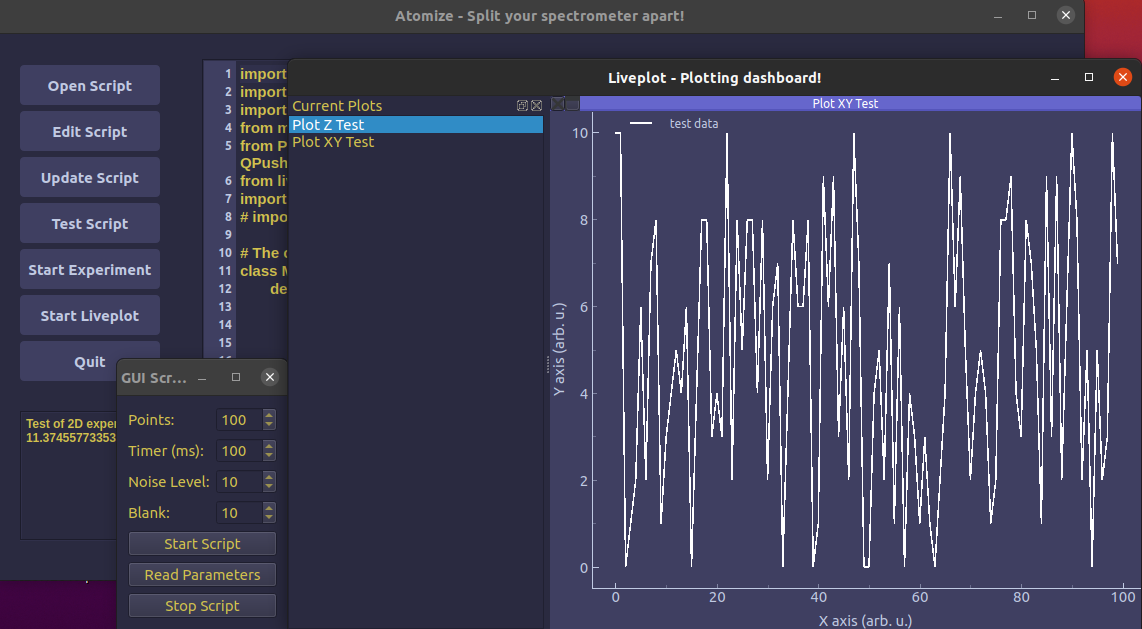 Atomize - Split your spectrometer apart!
Open Script
Edit Script
Update Script
Test Script
Start Experiment
Start Liveplot
Quit
Test of 2D exper
11.37455773353
1 import
2 import
3 import
4 from m
5 from P
QPush
6 from li
7 import
8 # impo
9
10 # The c
11 class M
12 de
13
14
15
GUI Scr...
Points: 100
Timer (ms): 100
Noise Level: 10
Blank: 10
Start Script
Read Parameters
Stop Script
Liveplot - Plotting dashboard!
Current Plots
Plot Z Test
Plot XY Test
Plot XY Test
test data
Y axis (arb. u.)
10
8
6
4
2
0
0 20 40 60 80 100
X axis (arb. u.)